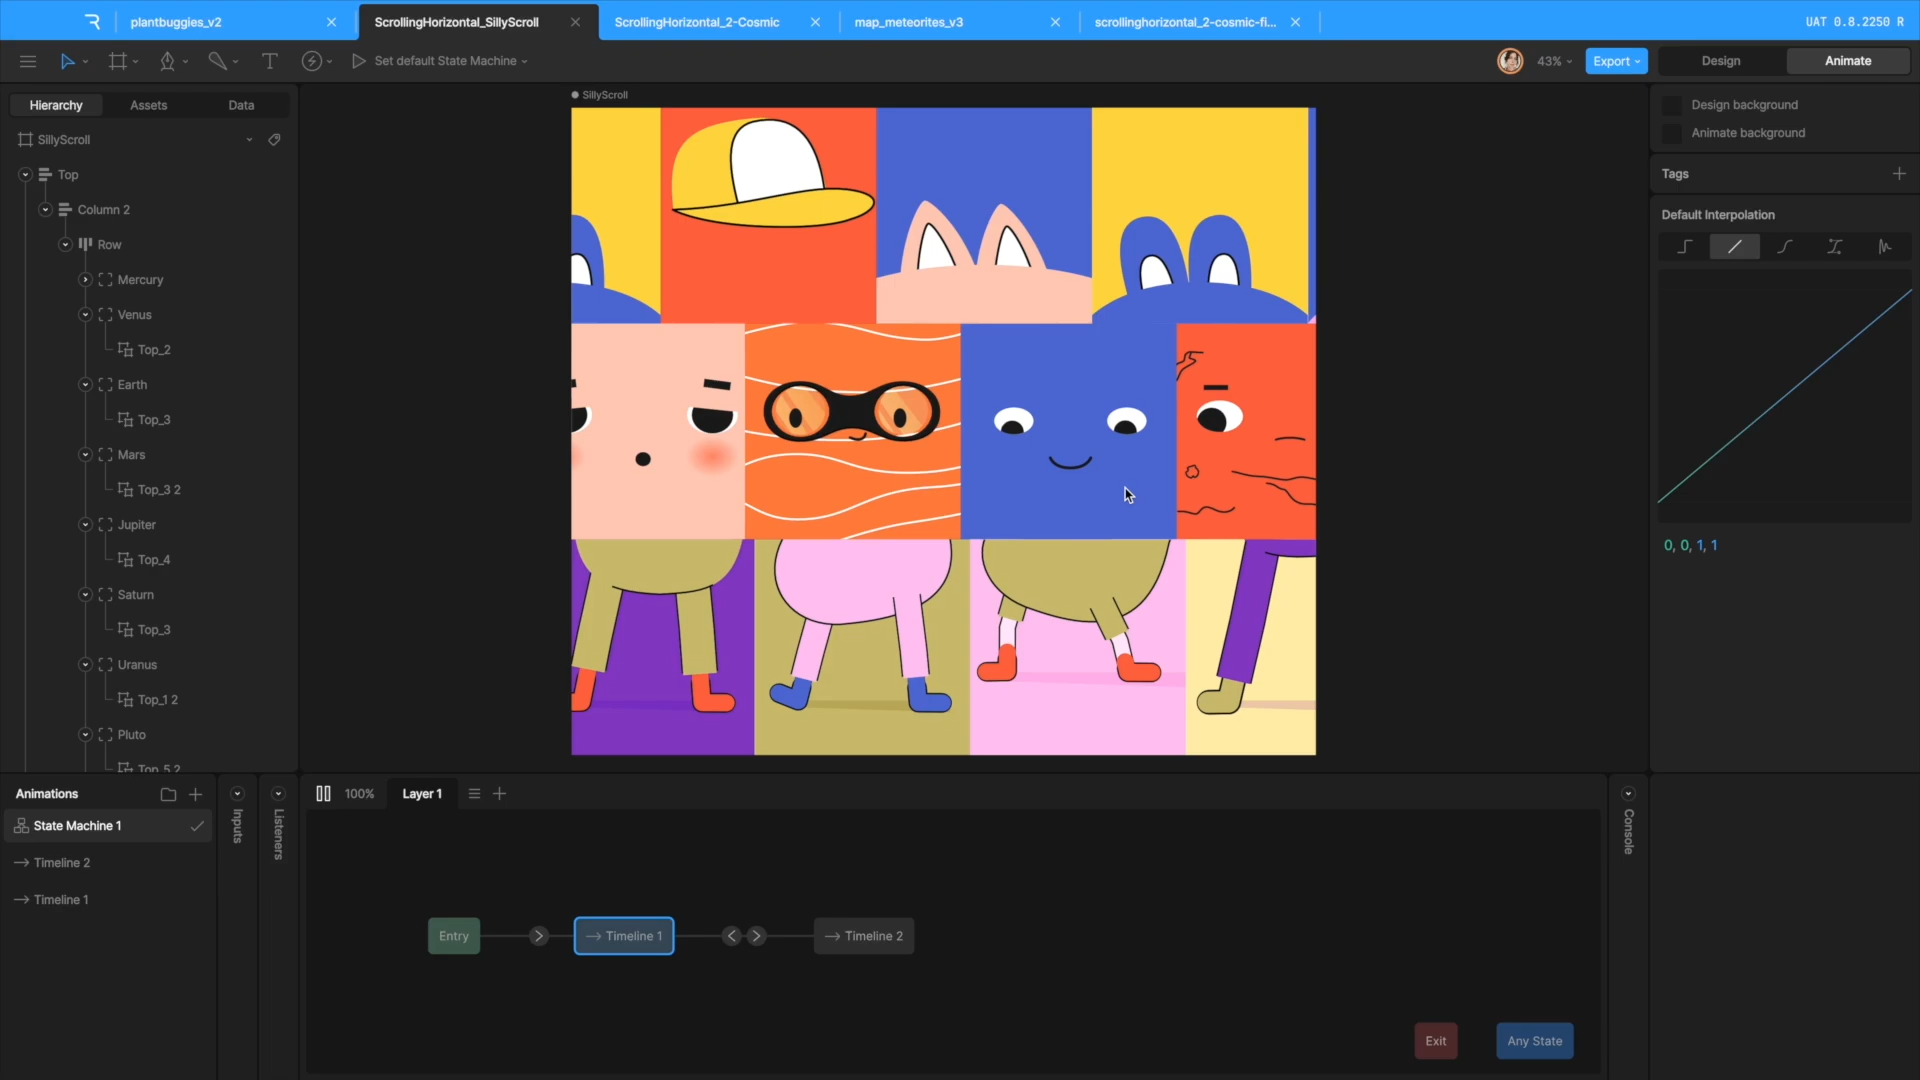 plantbuggies_v2
ScrollingHorizontal_SillyScroll
ScrollingHorizontal_2-Cosmic
map_meteorites_v3
scrollinghorizontal_2-cosmic-fi...
UAT 0.8.2250 R
Set default State Machine
43%
Export
Design
Animate
Hierarchy
Assets
Data
SillyScroll
Top
Column 2
Row
Mercury
Venus
Top_2
Earth
Top_3
Mars
Top_3 2
Jupiter
Top_4
Saturn
Top_3
Uranus
Top_1 2
Pluto
Top_5 2
SillyScroll
Design background
Animate background
Tags
Default Interpolation
0, 0, 1, 1
Animations
State Machine 1
Timeline 2
Timeline 1
Inputs
Listeners
100%
Layer 1
Entry
Timeline 1
Timeline 2
Exit
Any State
Console